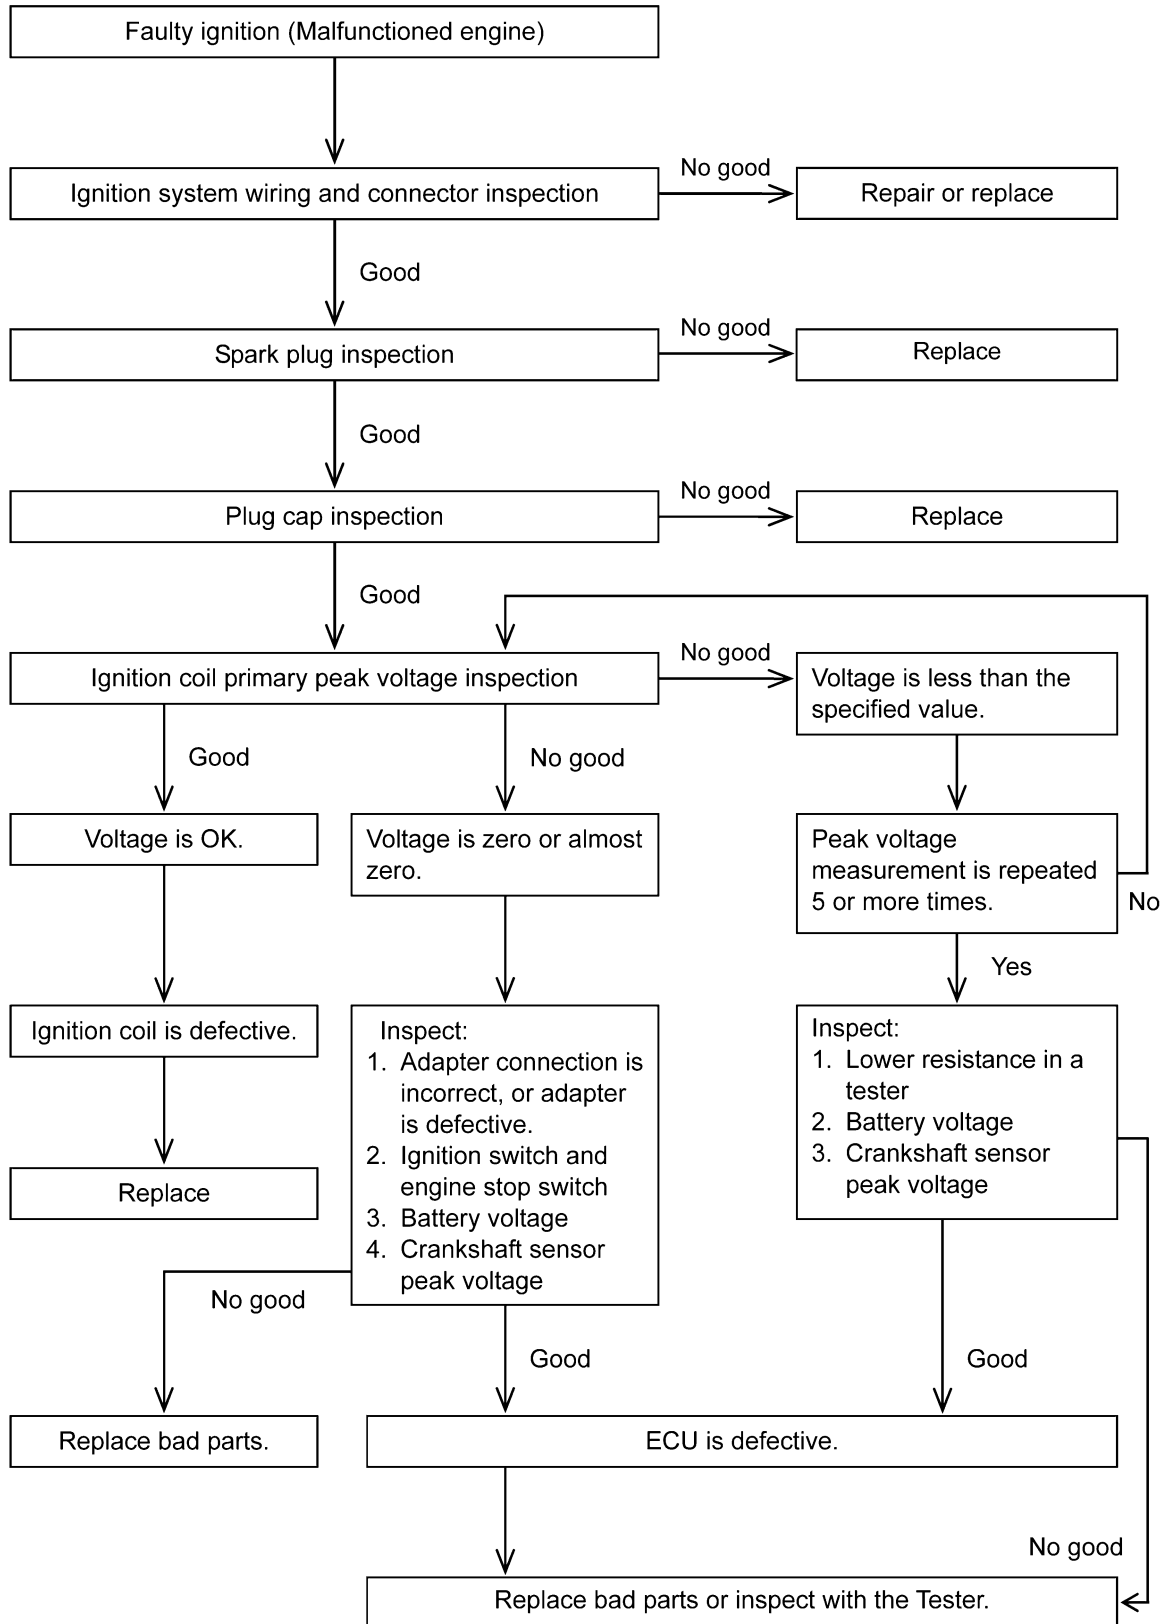 Faulty ignition (Malfunctioned engine)
Ignition system wiring and connector inspection
No good
Repair or replace
Good
Spark plug inspection
No good
Replace
Good
Plug cap inspection
No good
Replace
Good
Ignition coil primary peak voltage inspection
No good
Voltage is less than the
specified value.
Good
No good
Voltage is OK.
Voltage is zero or almost
zero.
Peak voltage
measurement is repeated
5 or more times.
No
Yes
Ignition coil is defective.
Replace
Inspect:
1. Adapter connection is
incorrect, or adapter
is defective.
2. Ignition switch and
engine stop switch
3. Battery voltage
4. Crankshaft sensor
peak voltage
Inspect:
1. Lower resistance in a
tester
2. Battery voltage
3. Crankshaft sensor
peak voltage
No good
Good
Good
Replace bad parts.
ECU is defective.
No good
Replace bad parts or inspect with the Tester.